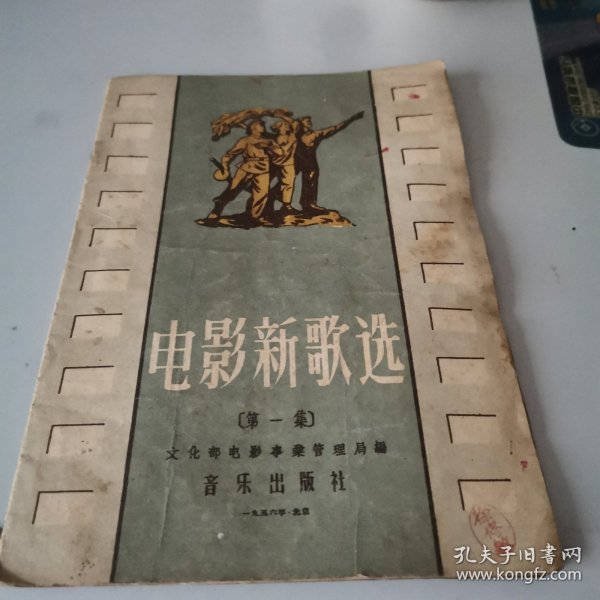 电影新歌选
〔第一集〕
文化部电影事業管理局編
音乐出版社
一九五六年·北京
孔夫子旧书网
www.kongfz.com